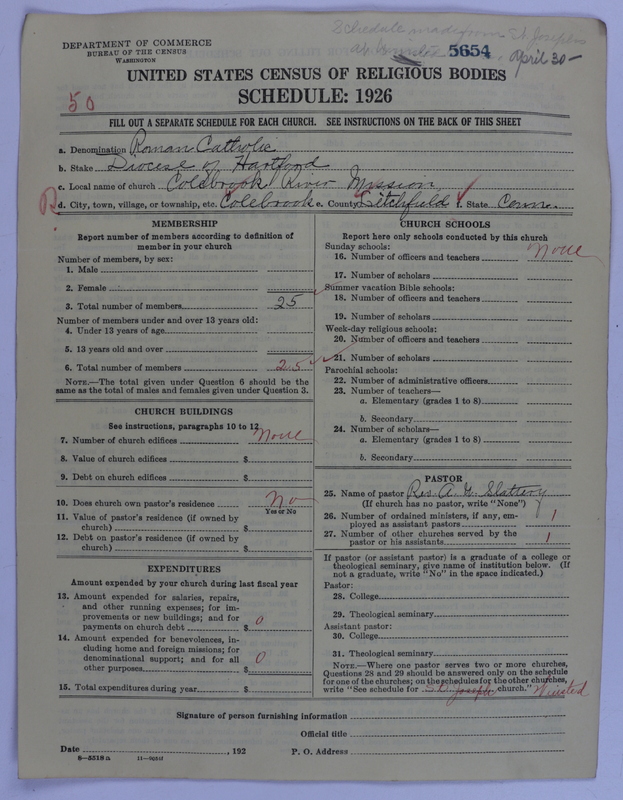 Schedule made from St. Josephs
5654 April 30-
DEPARTMENT OF COMMERCE
BUREAU OF THE CENSUS
WASHINGTON
UNITED STATES CENSUS OF RELIGIOUS BODIES
SCHEDULE: 1926
50
FILL OUT A SEPARATE SCHEDULE FOR EACH CHURCH. SEE INSTRUCTIONS ON THE BACK OF THIS SHEET
a. Denomination Roman Catholic
b. Stake Diocese of Hartford
c. Local name of church Colebrook River Mission
d. City, town, village, or township, etc. Colebrook e. County Litchfield f. State Conn.
MEMBERSHIP
Report number of members according to definition of
member in your church
Number of members, by sex:
1. Male
2. Female
3. Total number of members 25
Number of members under and over 13 years old:
4. Under 13 years of age
5. 13 years old and over
6. Total number of members 25
NOTE.—The total given under Question 6 should be the
same as the total of males and females given under Question 3.
CHURCH BUILDINGS
See instructions, paragraphs 10 to 12
7. Number of church edifices None
8. Value of church edifices $
9. Debt on church edifices $
10. Does church own pastor's residence No
Yes or No
11. Value of pastor's residence (if owned by
church) $
12. Debt on pastor's residence (if owned by
church) $
EXPENDITURES
Amount expended by your church during last fiscal year
13. Amount expended for salaries, repairs,
and other running expenses; for im-
provements or new buildings; and for
payments on church debt $ 0
14. Amount expended for benevolences, in-
cluding home and foreign missions; for
denominational support; and for all
other purposes $ 0
15. Total expenditures during year $
CHURCH SCHOOLS
Report here only schools conducted by this church
Sunday schools:
16. Number of officers and teachers None
17. Number of scholars
Summer vacation Bible schools:
18. Number of officers and teachers
19. Number of scholars
Week-day religious schools:
20. Number of officers and teachers
21. Number of scholars
Parochial schools:
22. Number of administrative officers
23. Number of teachers—
a. Elementary (grades 1 to 8)
b. Secondary
24. Number of scholars—
a. Elementary (grades 1 to 8)
b. Secondary
PASTOR
25. Name of pastor Rev. A. G. Slattery
(If church has no pastor, write "None")
26. Number of ordained ministers, if any, em-
ployed as assistant pastors 1
27. Number of other churches served by the
pastor or his assistants 1
If pastor (or assistant pastor) is a graduate of a college or
theological seminary, give name of institution below. (If
not a graduate, write "No" in the space indicated.)
Pastor:
28. College
29. Theological seminary
Assistant pastor:
30. College
31. Theological seminary
NOTE.—Where one pastor serves two or more churches,
Questions 28 and 29 should be answered only on the schedule
for one of the churches; on the schedules for the other churches,
write "See schedule for St. Joseph church." Winsted
Signature of person furnishing information
Official title
Date , 192 P. O. Address
8—5518a